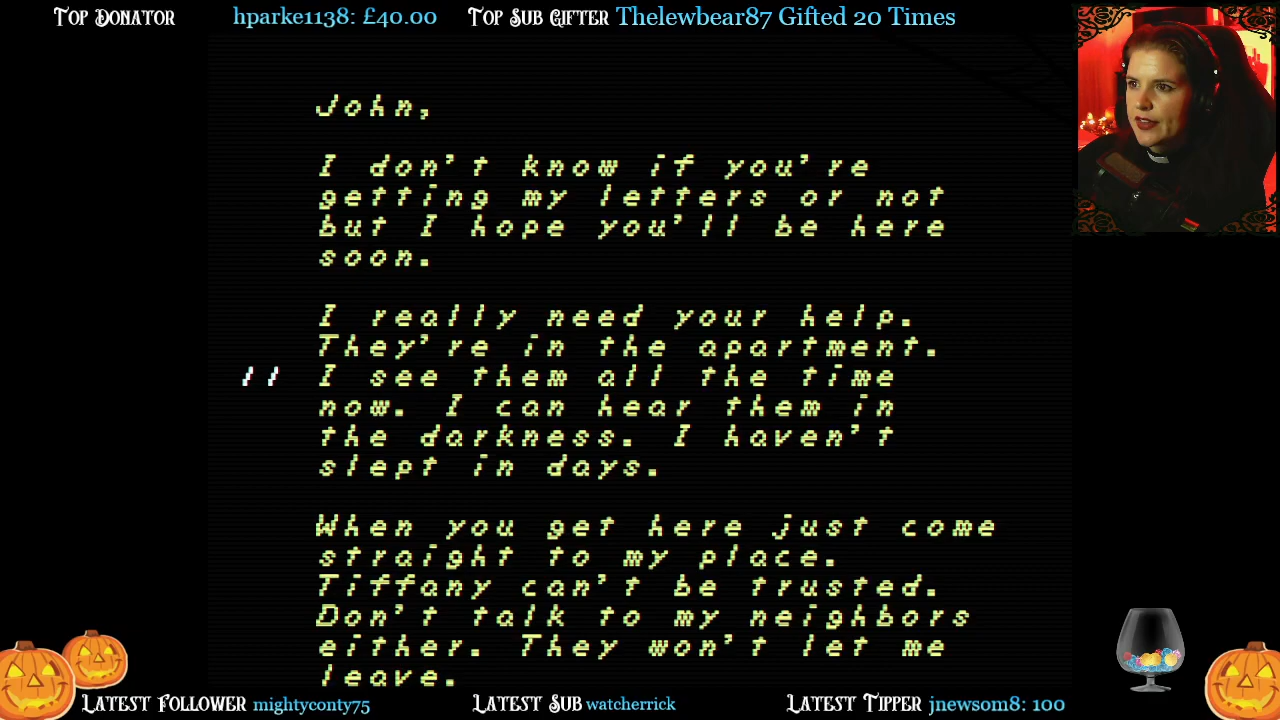 Top Donator hparke1138: £40.00 Top Sub Gifter Thelewbear87 Gifted 20 Times
John,
I don't know if you're
getting my letters or not
but I hope you'll be here
soon.
I really need your help.
They're in the apartment.
I see them all the time
now. I can hear them in
the darkness. I haven't
slept in days.
When you get here just come
straight to my place.
Tiffany can't be trusted.
Don't talk to my neighbors
either. They won't let me
leave.
Latest Follower mightyconty75 Latest Sub watcherrick Latest Tipper jnewsom8: 100